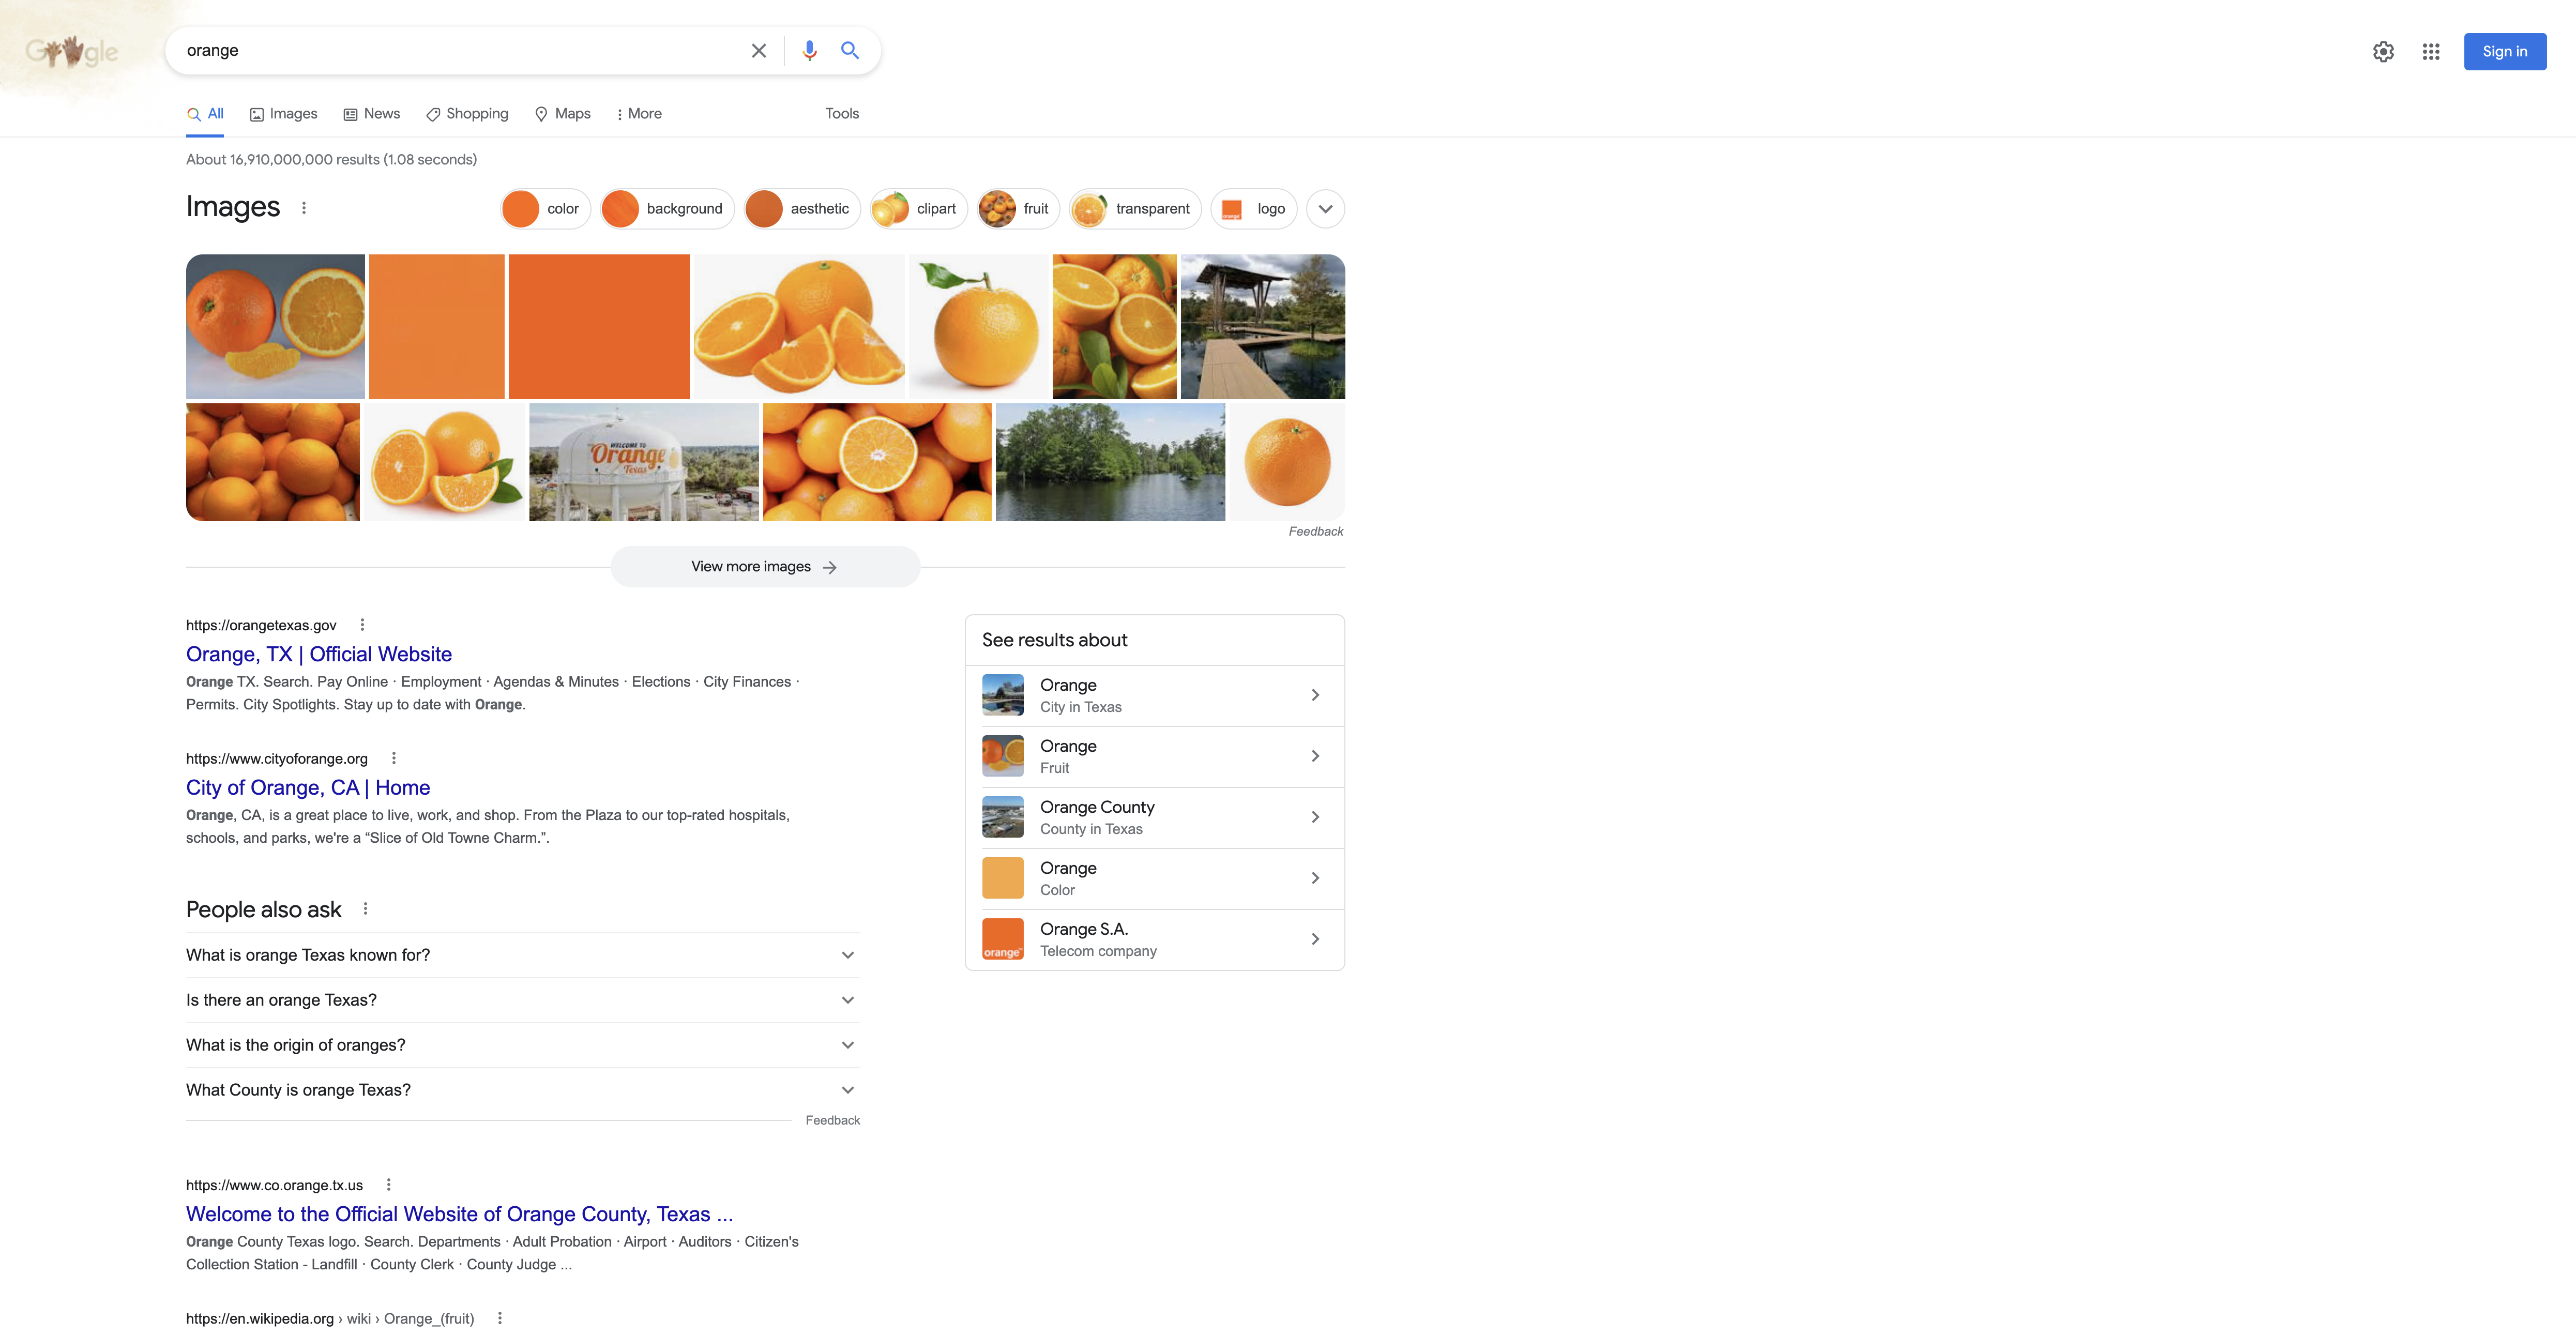 Google
orange
Sign in
All
Images
News
Shopping
Maps
More
Tools
About 16,910,000,000 results (1.08 seconds)
Images
color
background
aesthetic
clipart
fruit
transparent
orange
logo
WELCOME TO
Orange
Texas
Feedback
View more images
https://orangetexas.gov
Orange, TX | Official Website
Orange TX. Search. Pay Online · Employment · Agendas & Minutes · Elections · City Finances ·
Permits. City Spotlights. Stay up to date with Orange.
https://www.cityoforange.org
City of Orange, CA | Home
Orange, CA, is a great place to live, work, and shop. From the Plaza to our top-rated hospitals,
schools, and parks, we're a “Slice of Old Towne Charm.”.
People also ask
What is orange Texas known for?
Is there an orange Texas?
What is the origin of oranges?
What County is orange Texas?
Feedback
https://www.co.orange.tx.us
Welcome to the Official Website of Orange County, Texas ...
Orange County Texas logo. Search. Departments · Adult Probation · Airport · Auditors · Citizen's
Collection Station - Landfill · County Clerk · County Judge ...
https://en.wikipedia.org › wiki › Orange_(fruit)
See results about
Orange
City in Texas
Orange
Fruit
Orange County
County in Texas
Orange
Color
orange™
Orange S.A.
Telecom company